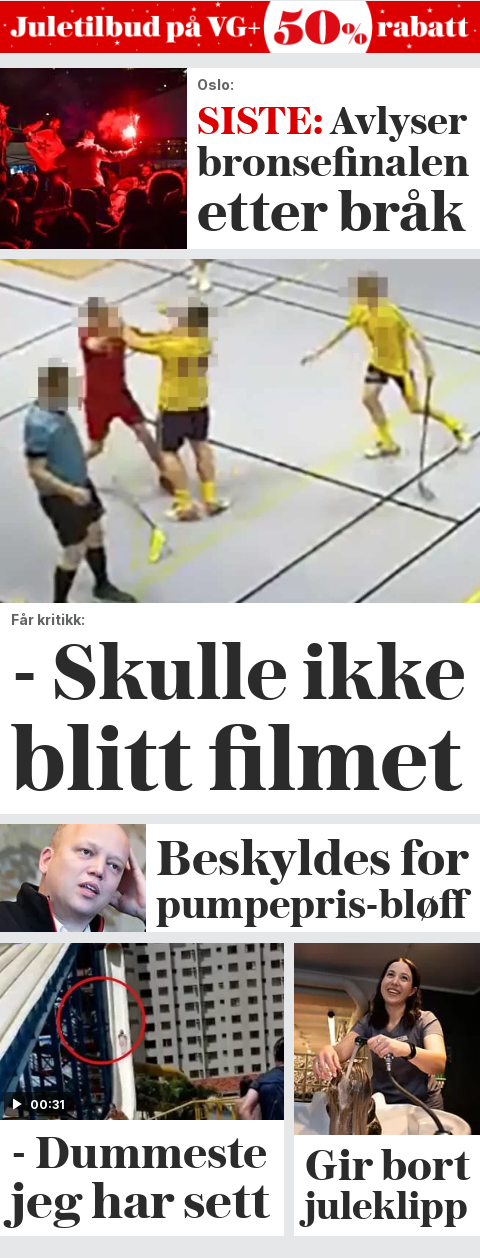 Juletilbud på VG+ 50% rabatt
Oslo:
SISTE: Avlyser
bronsefinalen
etter bråk
Får kritikk:
- Skulle ikke
blitt filmet
Beskyldes for
pumpepris-bløff
00:31
- Dummeste
jeg har sett
Gir bort
juleklipp